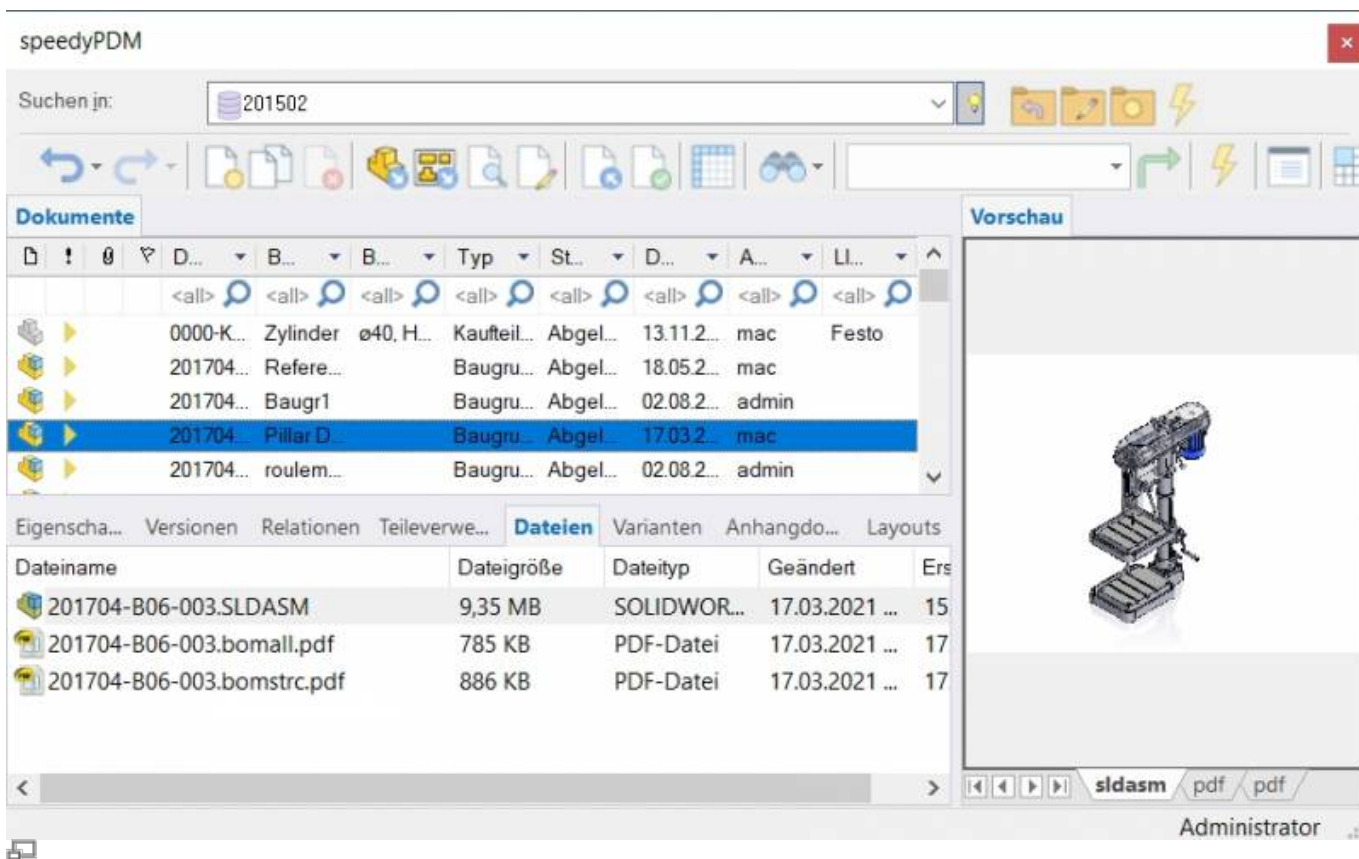 speedyPDM
Suchen in:
201502
Dokumente
Vorschau
! D... B... B... Typ St... D... A... LI...
<all> <all> <all> <all> <all> <all> <all> <all>
0000-K... Zylinder ø40, H... Kaufteil... Abgel... 13.11.2... mac Festo
201704... Refere... Baugru... Abgel... 18.05.2... mac
201704... Baugr1 Baugru... Abgel... 02.08.2... admin
201704... Pillar D... Baugru... Abgel... 17.03.2... mac
201704... roulem... Baugru... Abgel... 02.08.2... admin
Eigenscha... Versionen Relationen Teileverwe... Dateien Varianten Anhangdo... Layouts
Dateiname Dateigröße Dateityp Geändert Ers
201704-B06-003.SLDASM 9,35 MB SOLIDWOR... 17.03.2021 ... 15
201704-B06-003.bomall.pdf 785 KB PDF-Datei 17.03.2021 ... 17
201704-B06-003.bomstrc.pdf 886 KB PDF-Datei 17.03.2021 ... 17
sldasm pdf pdf
Administrator